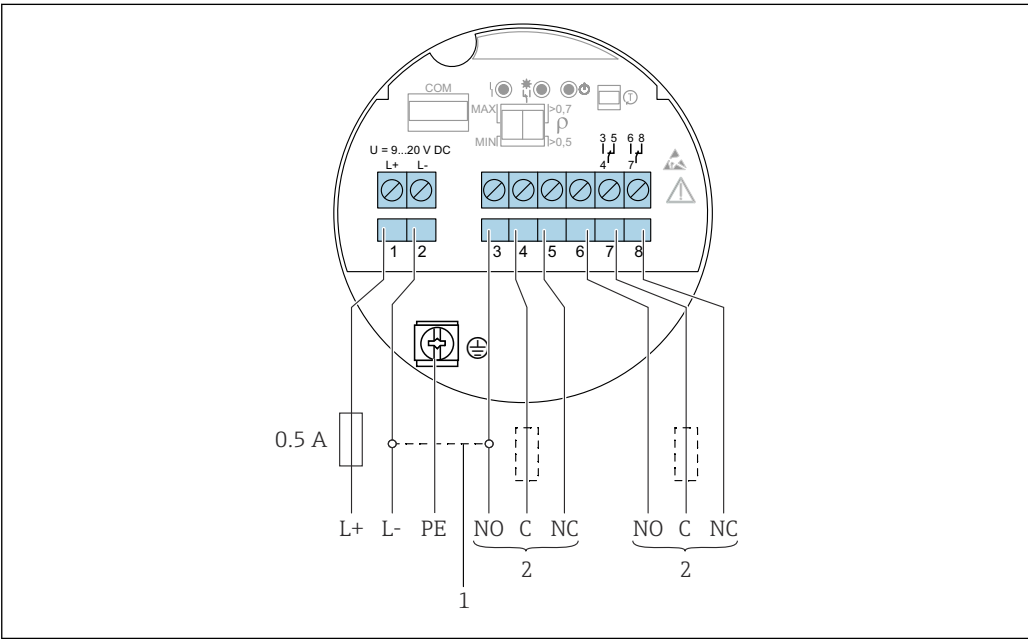 COM
MAX
>0,7
ρ
MIN
>0,5
U = 9...20 V DC
L+ L-
3 5
4
6 8
7
1 2 3 4 5 6 7 8
0.5 A
L+ L- PE NO C NC NO C NC
2 2
1